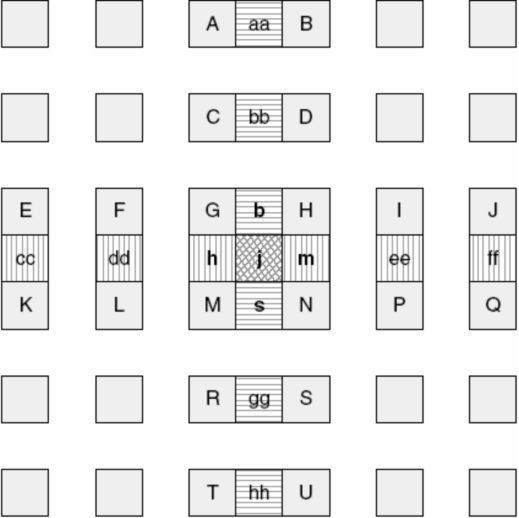 A aa B
C bb D
E F G b H I J
cc dd h j m ee ff
K L M s N P Q
R gg S
T hh U